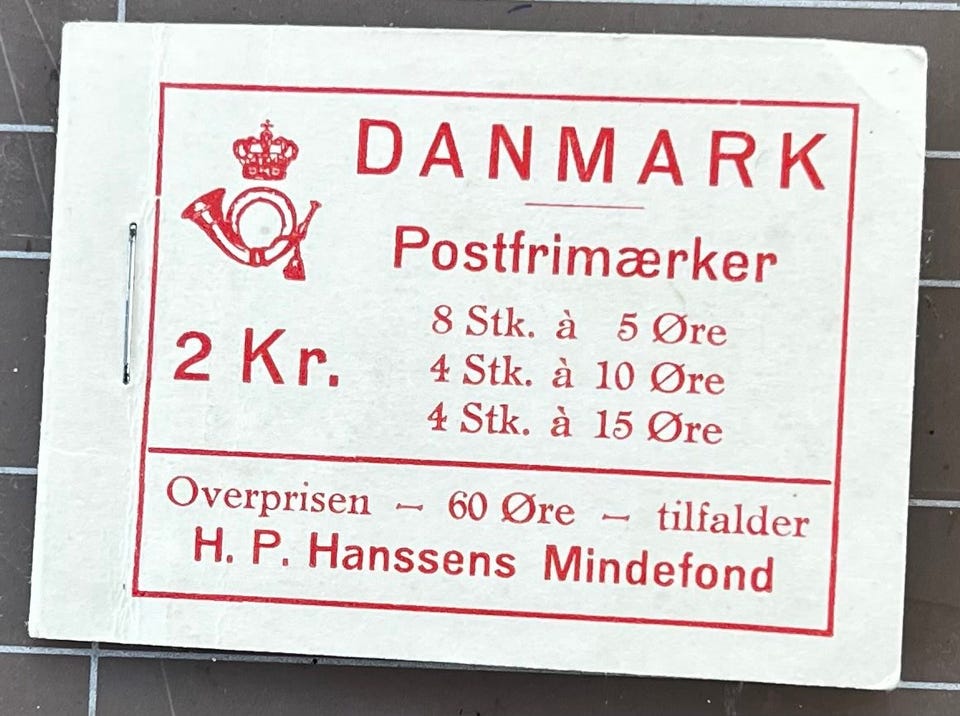 DANMARK
Postfrimærker
2 Kr.
8 Stk. à 5 Øre
4 Stk. à 10 Øre
4 Stk. à 15 Øre
Overprisen – 60 Øre – tilfalder
H. P. Hanssens Mindefond